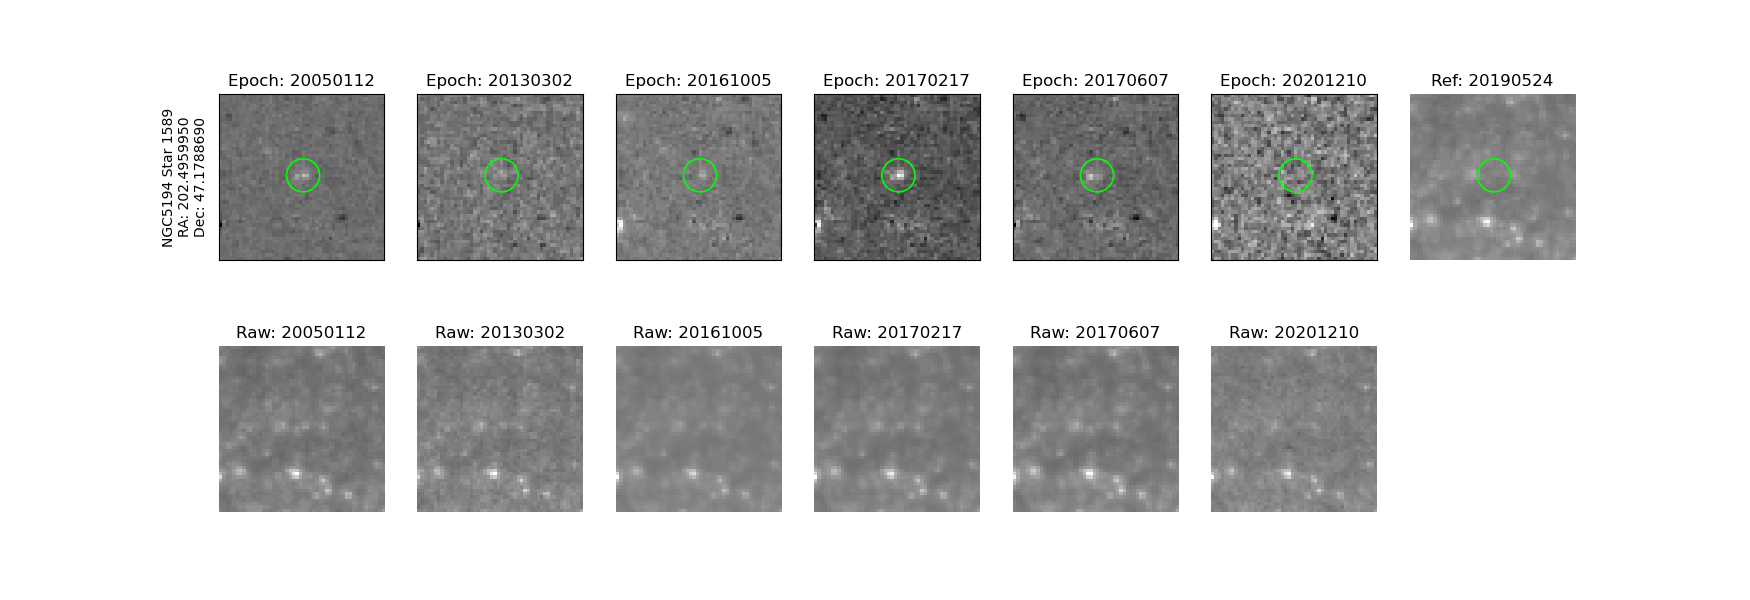 Epoch: 20050112
Epoch: 20130302
Epoch: 20161005
Epoch: 20170217
Epoch: 20170607
Epoch: 20201210
Ref: 20190524
NGC5194 Star 1589
RA: 202.4959950
Dec: 47.1788690
Raw: 20050112
Raw: 20130302
Raw: 20161005
Raw: 20170217
Raw: 20170607
Raw: 20201210